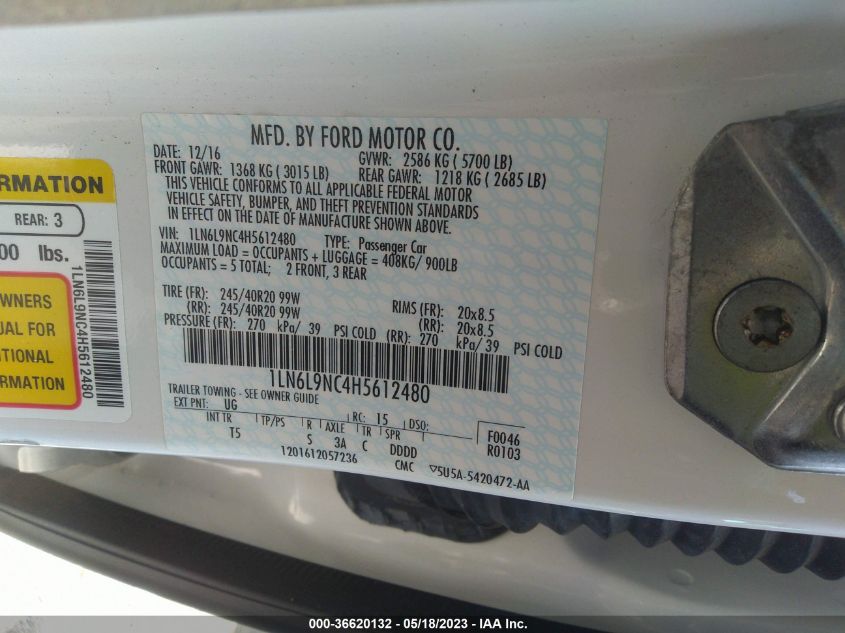 RMATION
REAR: 3
00 lbs.
WNERS
UAL FOR
ITIONAL
MATION
1LN6L9NC4H5612480
MFD. BY FORD MOTOR CO.
DATE: 12/16 GVWR: 2586 KG ( 5700 LB)
FRONT GAWR: 1368 KG ( 3015 LB) REAR GAWR: 1218 KG ( 2685 LB)
THIS VEHICLE CONFORMS TO ALL APPLICABLE FEDERAL MOTOR
VEHICLE SAFETY, BUMPER, AND THEFT PREVENTION STANDARDS
IN EFFECT ON THE DATE OF MANUFACTURE SHOWN ABOVE.
VIN: 1LN6L9NC4H5612480 TYPE: Passenger Car
MAXIMUM LOAD = OCCUPANTS + LUGGAGE = 408KG/ 900LB
OCCUPANTS = 5 TOTAL; 2 FRONT, 3 REAR
TIRE (FR): 245/40R20 99W RIMS (FR): 20x8.5
(RR): 245/40R20 99W (RR): 20x8.5
PRESSURE (FR): 270 kPa/ 39 PSI COLD (RR): 270 kPa/39 PSI COLD
1LN6L9NC4H5612480
TRAILER TOWING - SEE OWNER GUIDE
EXT PNT: UG RC: 15 DSO:
INT TR TP/PS R AXLE TR SPR F0046
T5 S 3A C DDDD R0103
1201612057236 CMC ▽5U5A-5420472-AA
000-36620132 - 05/18/2023 - IAA Inc.